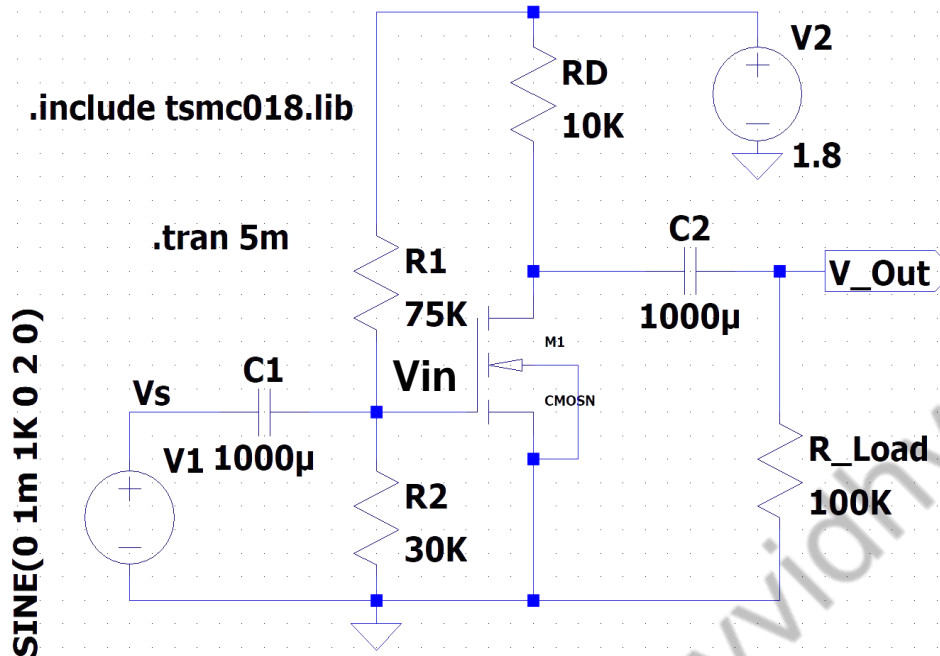 V2
RD
10K
.include tsmc018.lib
1.8
.tran 5m
C2
R1
V_Out
75K
1000µ
M1
SINE(0 1m 1K 0 2 0)
C1
Vin
Vs
CMOSN
V1
1000µ
R_Load
R2
100K
30K